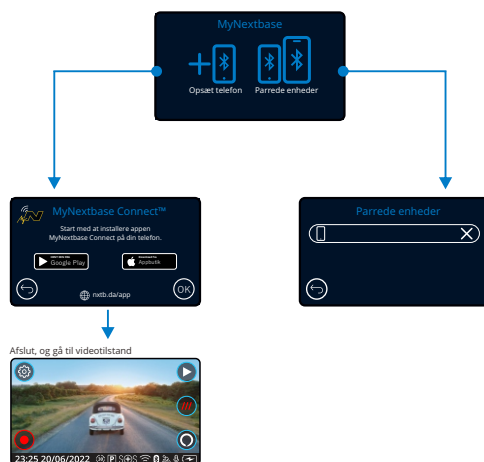 MyNextbase
Opsæt telefon
Parrede enheder
MyNextbase Connect™
Start med at installere appen
MyNextbase Connect på din telefon.
Google Play
Appbutik
nxtb.da/app
OK
Parrede enheder
Afslut, og gå til videotilstand
23:25 20/06/2022